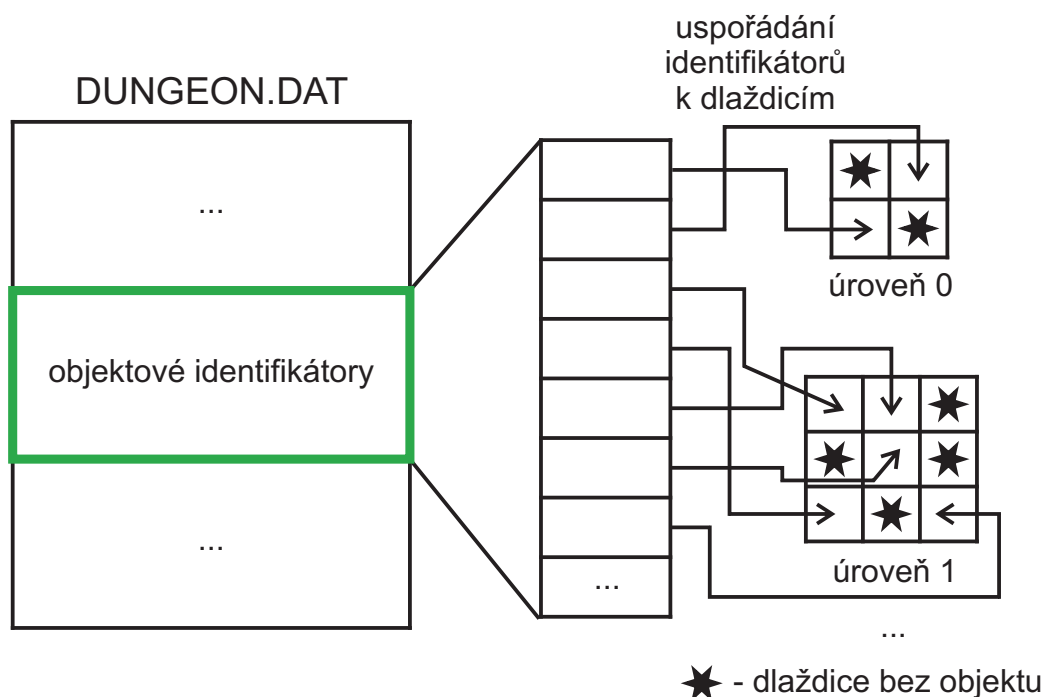 uspořádání
identifikátorů
k dlaždicím
DUNGEON.DAT
...
objektové identifikátory
...
...
úroveň 0
úroveň 1
...
- dlaždice bez objektu